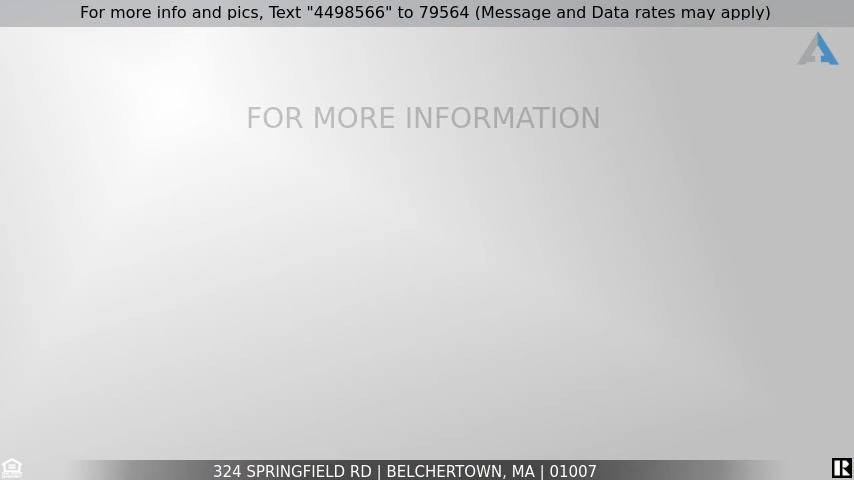 For more info and pics, Text "4498566" to 79564 (Message and Data rates may apply)
FOR MORE INFORMATION
324 SPRINGFIELD RD | BELCHERTOWN, MA | 01007